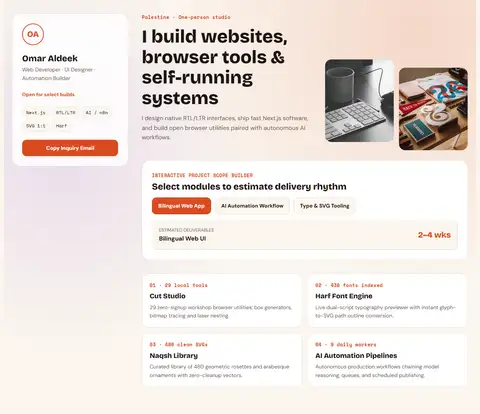 OA
Omar Aldeek
Web Developer · UI Designer ·
Automation Builder
Open for select builds
Next.js
RTL/LTR
AI / n8n
SVG 1:1
Harf
Copy Inquiry Email
Palestine · One-person studio
I build websites,
browser tools &
self-running
systems
I design native RTL/LTR interfaces, ship fast Next.js software,
and build open browser utilities paired with autonomous AI
workflows.
INTERACTIVE PROJECT SCOPE BUILDER
Select modules to estimate delivery rhythm
Bilingual Web App
AI Automation Workflow
Type & SVG Tooling
ESTIMATED DELIVERABLES
Bilingual Web UI
2–4 wks
01 · 29 local tools
Cut Studio
29 zero-signup workshop browser utilities: box generators,
bitmap tracing and laser nesting.
02 · 438 fonts indexed
Harf Font Engine
Live dual-script typography previewer with instant glyph-
to-SVG path outline conversion.
03 · 480 clean SVGs
Naqsh Library
Curated library of 480 geometric rosettes and arabesque
ornaments with zero-cleanup vectors.
daily workers
AI Automation Pipelines
Autonomous production workflows chaining model
reasoning, queues, and scheduled publishing.